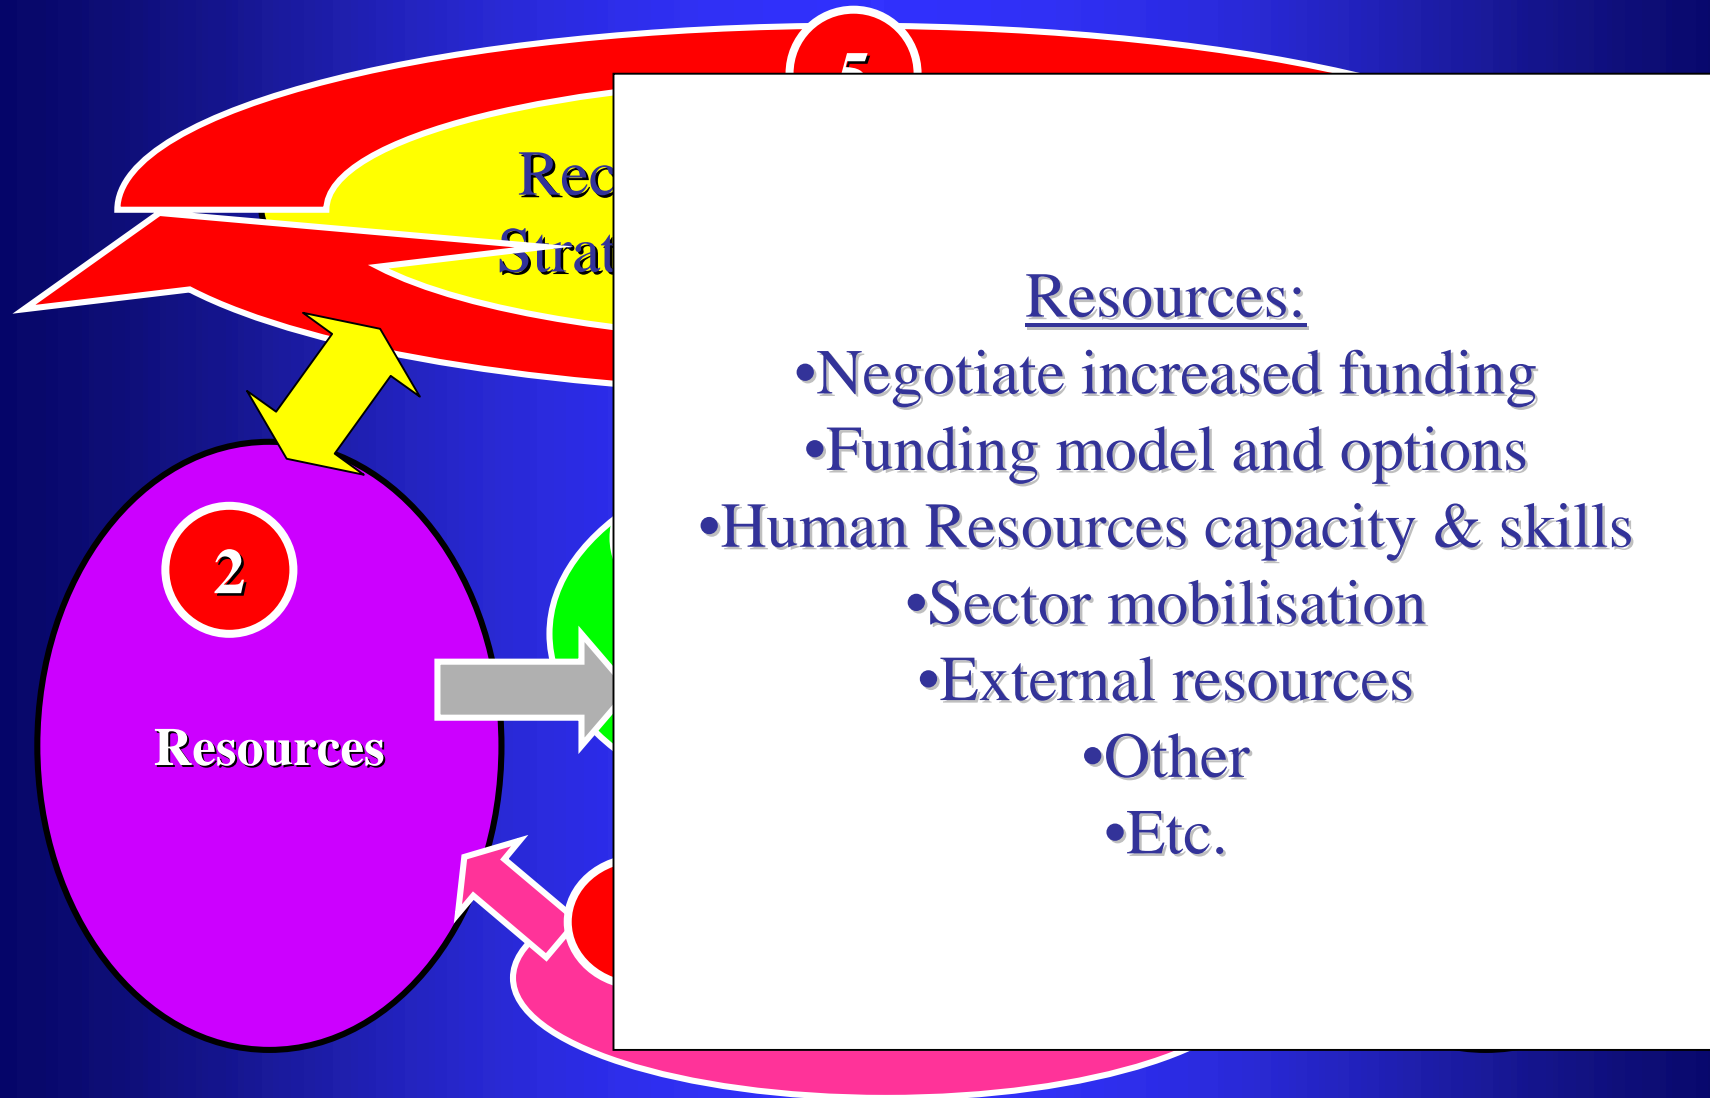 5
2
Resources
Resources:
•Negotiate increased funding
•Funding model and options
•Human Resources capacity & skills
•Sector mobilisation
•External resources
•Other
•Etc.